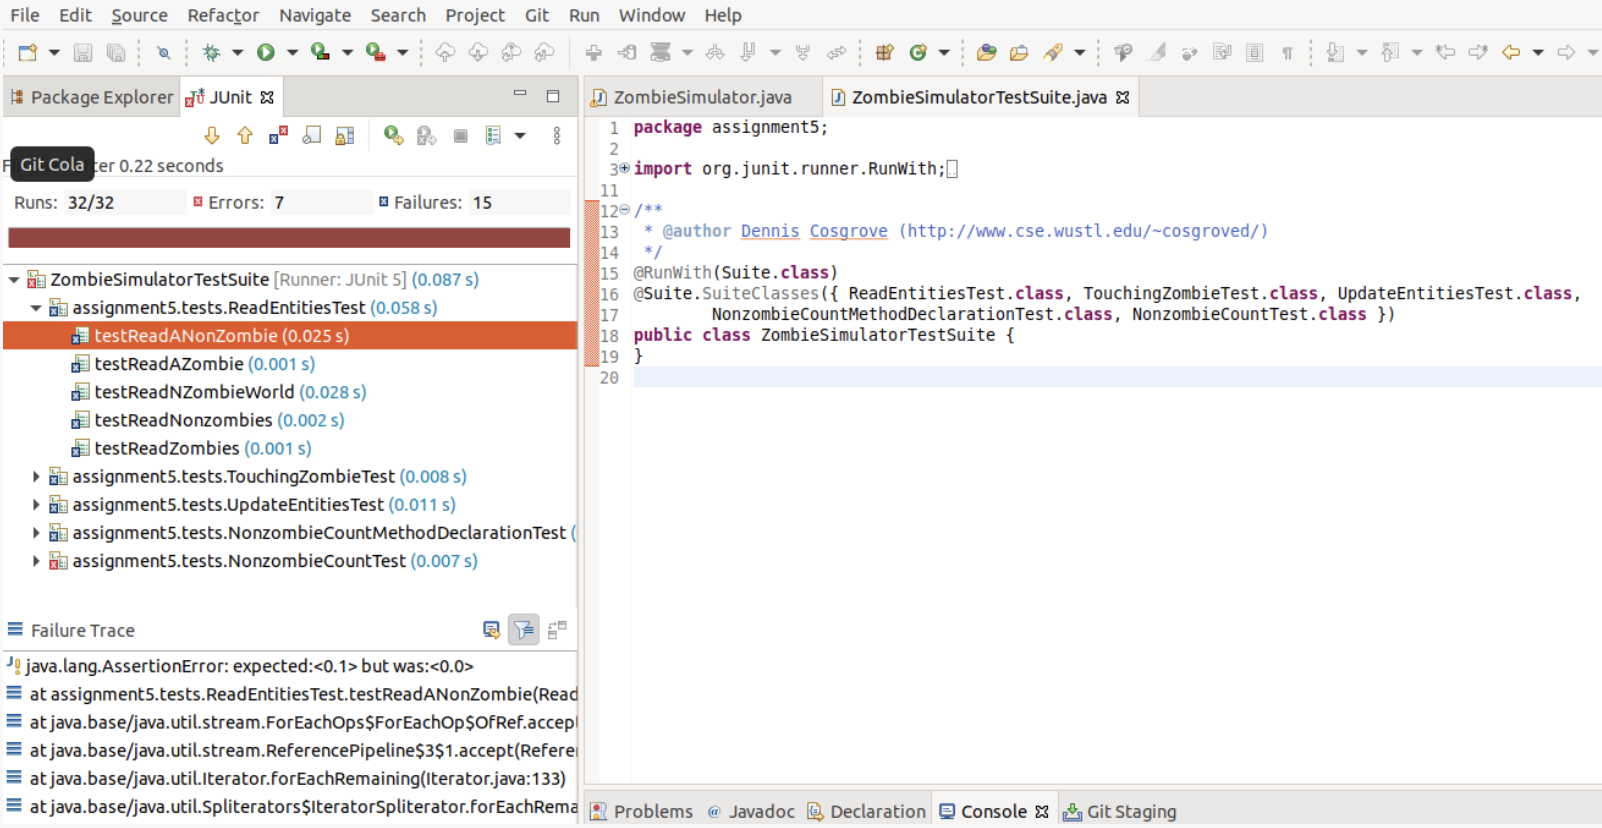 File Edit Source Refactor Navigate Search Project Git Run Window Help
Package Explorer JUnit
ZombieSimulator.java ZombieSimulatorTestSuite.java
Git Cola
ter 0.22 seconds
Runs: 32/32 Errors: 7 Failures: 15
ZombieSimulatorTestSuite [Runner: JUnit 5] (0.087 s)
assignment5.tests.ReadEntitiesTest (0.058 s)
testReadANonZombie (0.025 s)
testReadAZombie (0.001 s)
testReadNZombieWorld (0.028 s)
testReadNonzombies (0.002 s)
testReadZombies (0.001 s)
assignment5.tests.TouchingZombieTest (0.008 s)
assignment5.tests.UpdateEntitiesTest (0.011 s)
assignment5.tests.NonzombieCountMethodDeclarationTest (
assignment5.tests.NonzombieCountTest (0.007 s)
Failure Trace
java.lang.AssertionError: expected:<0.1> but was:<0.0>
at assignment5.tests.ReadEntitiesTest.testReadANonZombie(Read
at java.base/java.util.stream.ForEachOps$ForEachOp$OfRef.accept
at java.base/java.util.stream.ReferencePipeline$3$1.accept(Refere
at java.base/java.util.Iterator.forEachRemaining(Iterator.java:133)
at java.base/java.util.Spliterators$IteratorSpliterator.forEachRema
1 package assignment5;
2
3 import org.junit.runner.RunWith;
11
12 /**
13 * @author Dennis Cosgrove (http://www.cse.wustl.edu/~cosgroved/)
14 */
15 @RunWith(Suite.class)
16 @Suite.SuiteClasses({ ReadEntitiesTest.class, TouchingZombieTest.class, UpdateEntitiesTest.class,
17 NonzombieCountMethodDeclarationTest.class, NonzombieCountTest.class })
18 public class ZombieSimulatorTestSuite {
19 }
20
Problems Javadoc Declaration Console Git Staging